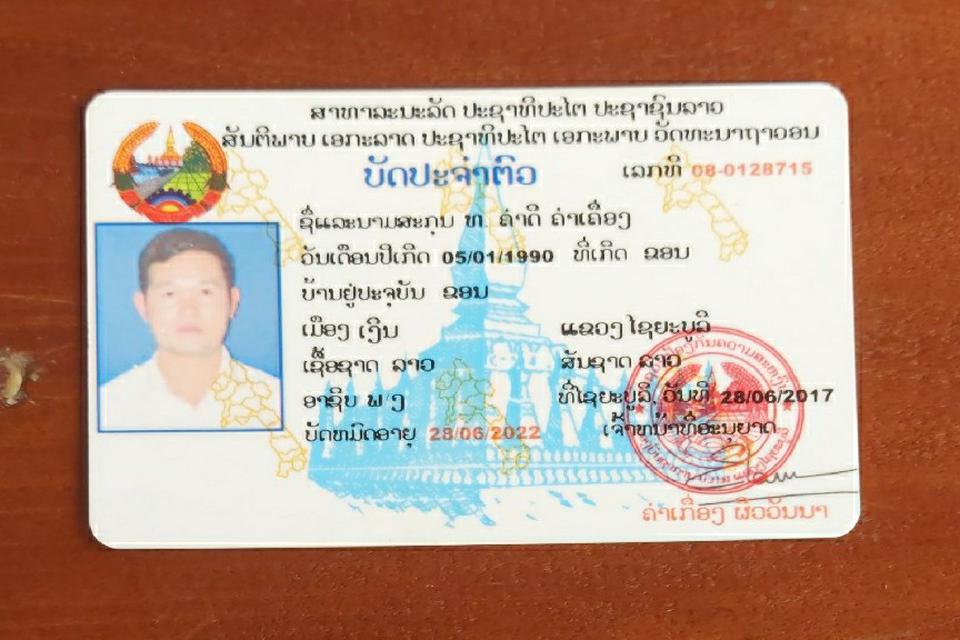 ສາທາລະນະລັດ ປະຊາທິປະໄຕ ປະຊາຊົນລາວ
ສັນຕິພາບ ເອກະລາດ ປະຊາທິປະໄຕ ເອກະພາບ ວັດທະນາຖາວອນ
ບັດປະຈໍາຕົວ
ເລກທີ 08-0128715
ຊື່ແລະນາມສະກຸນ ທ. ຄໍາດີ ຄໍາເຄື່ອງ
ວັນເດືອນປີເກີດ 05/01/1990 ທີ່ເກີດ ຂອນ
ບ້ານຢູ່ປະຈຸບັນ ຂອນ
ເມືອງ ເງິນ ແຂວງ ໄຊຍະບູລີ
ເຊື້ອຊາດ ລາວ ສັນຊາດ ລາວ
ອາຊິບ ພ ງ ທີ່ໄຊຍະບູລີ, ວັນທີ 28/06/2017
ບັດຫມົດອາຍຸ 28/06/2022 ເຈົ້າຫນ້າທີ່ອະນຸຍາດ
ຄໍາເກື່ອງ ຜິວວັນນາ